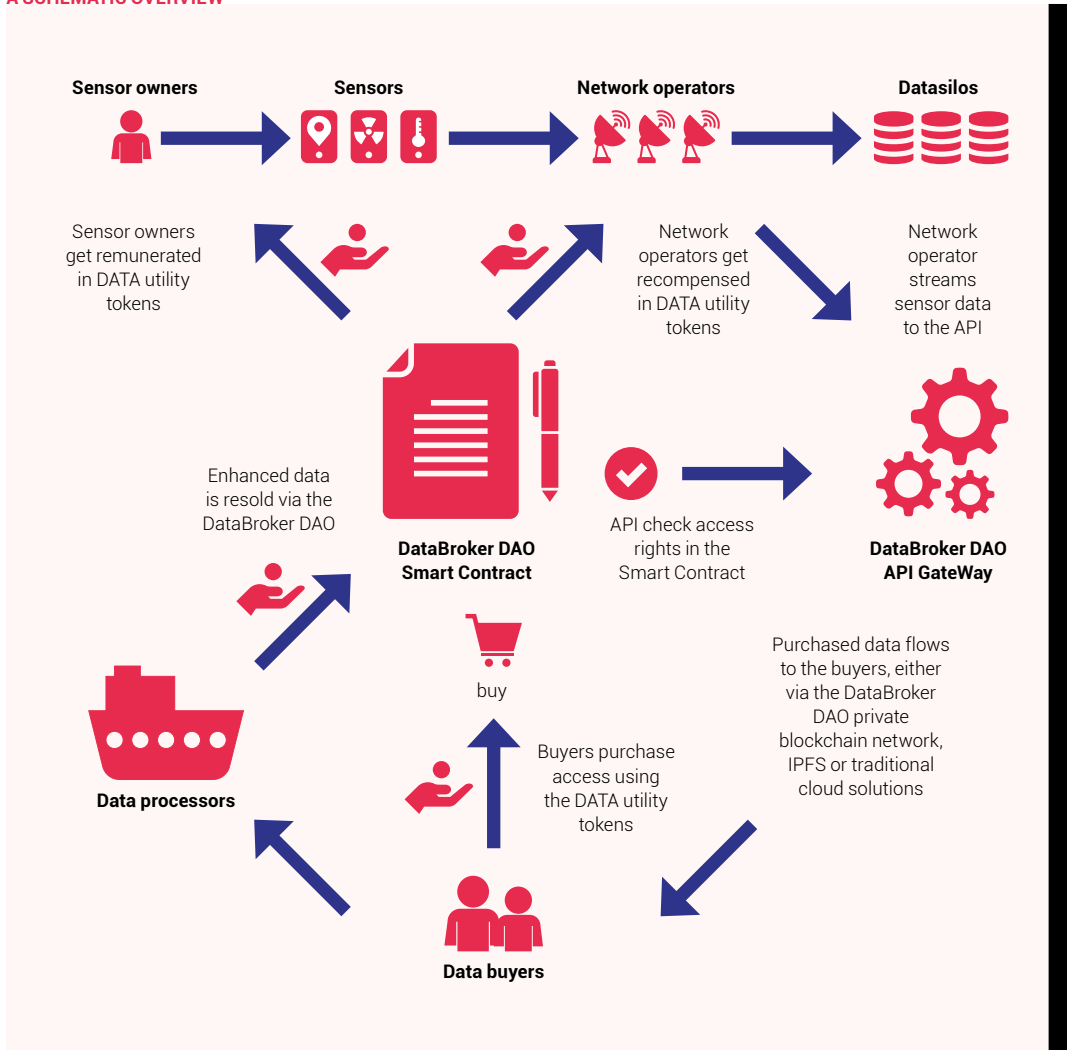 A SCHEMATIC OVERVIEW
Sensor owners
Sensors
Network operators
Datasilos
Sensor owners
get remunerated
in DATA utility
tokens
Network
operators get
recompensed
in DATA utility
tokens
Network
operator
streams
sensor data
to the API
Enhanced data
is resold via the
DataBroker DAO
DataBroker DAO
Smart Contract
API check access
rights in the
Smart Contract
DataBroker DAO
API GateWay
buy
Purchased data flows
to the buyers, either
via the DataBroker
DAO private
blockchain network,
IPFS or traditional
cloud solutions
Data processors
Buyers purchase
access using
the DATA utility
tokens
Data buyers